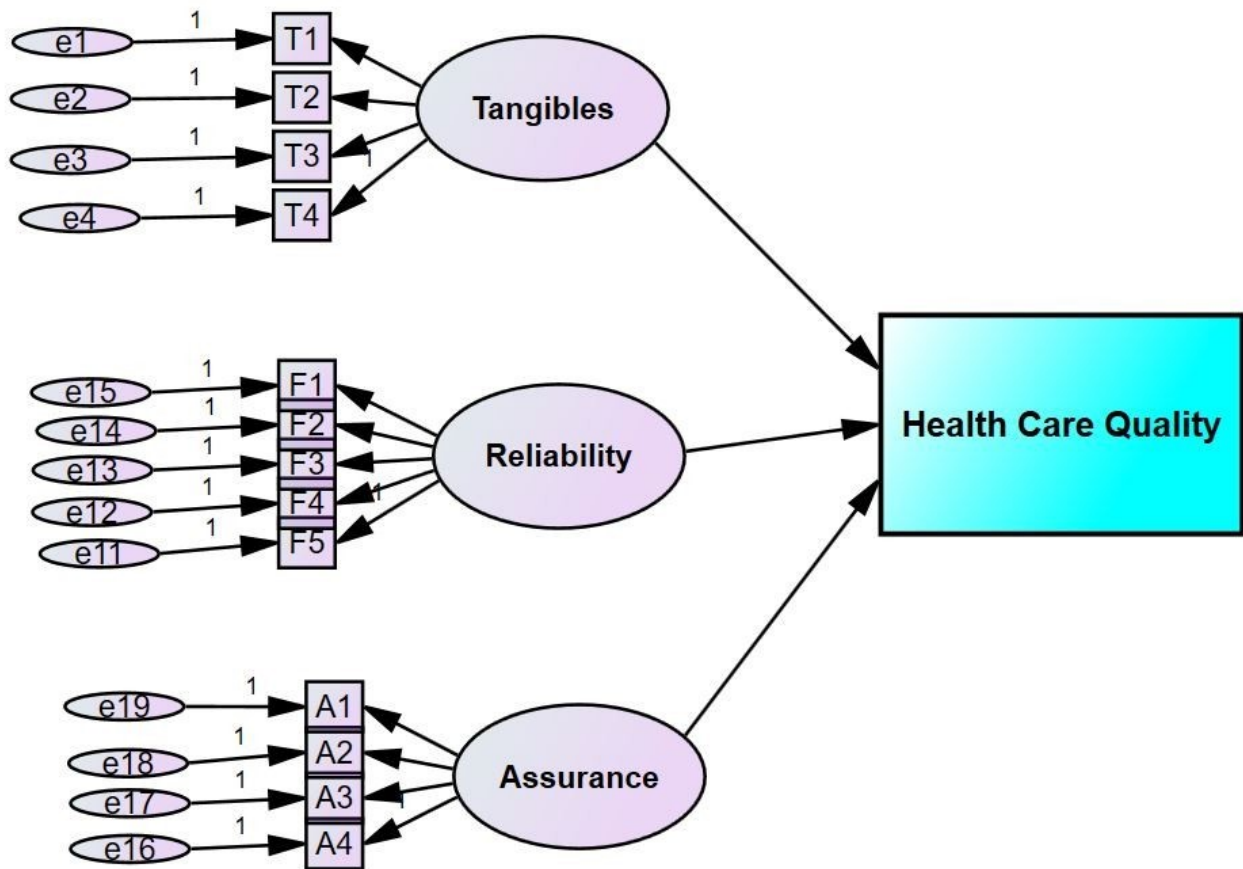 e1 1 T1
e2 1 T2
Tangibles
e3 1 T3 1
e4 1 T4
e15 1 F1
e14 1 F2
Health Care Quality
e13 1 F3
Reliability
e12 1 F4 1
e11 1 F5
e19 1 A1
e18 1 A2
Assurance
e17 1 A3 1
e16 1 A4